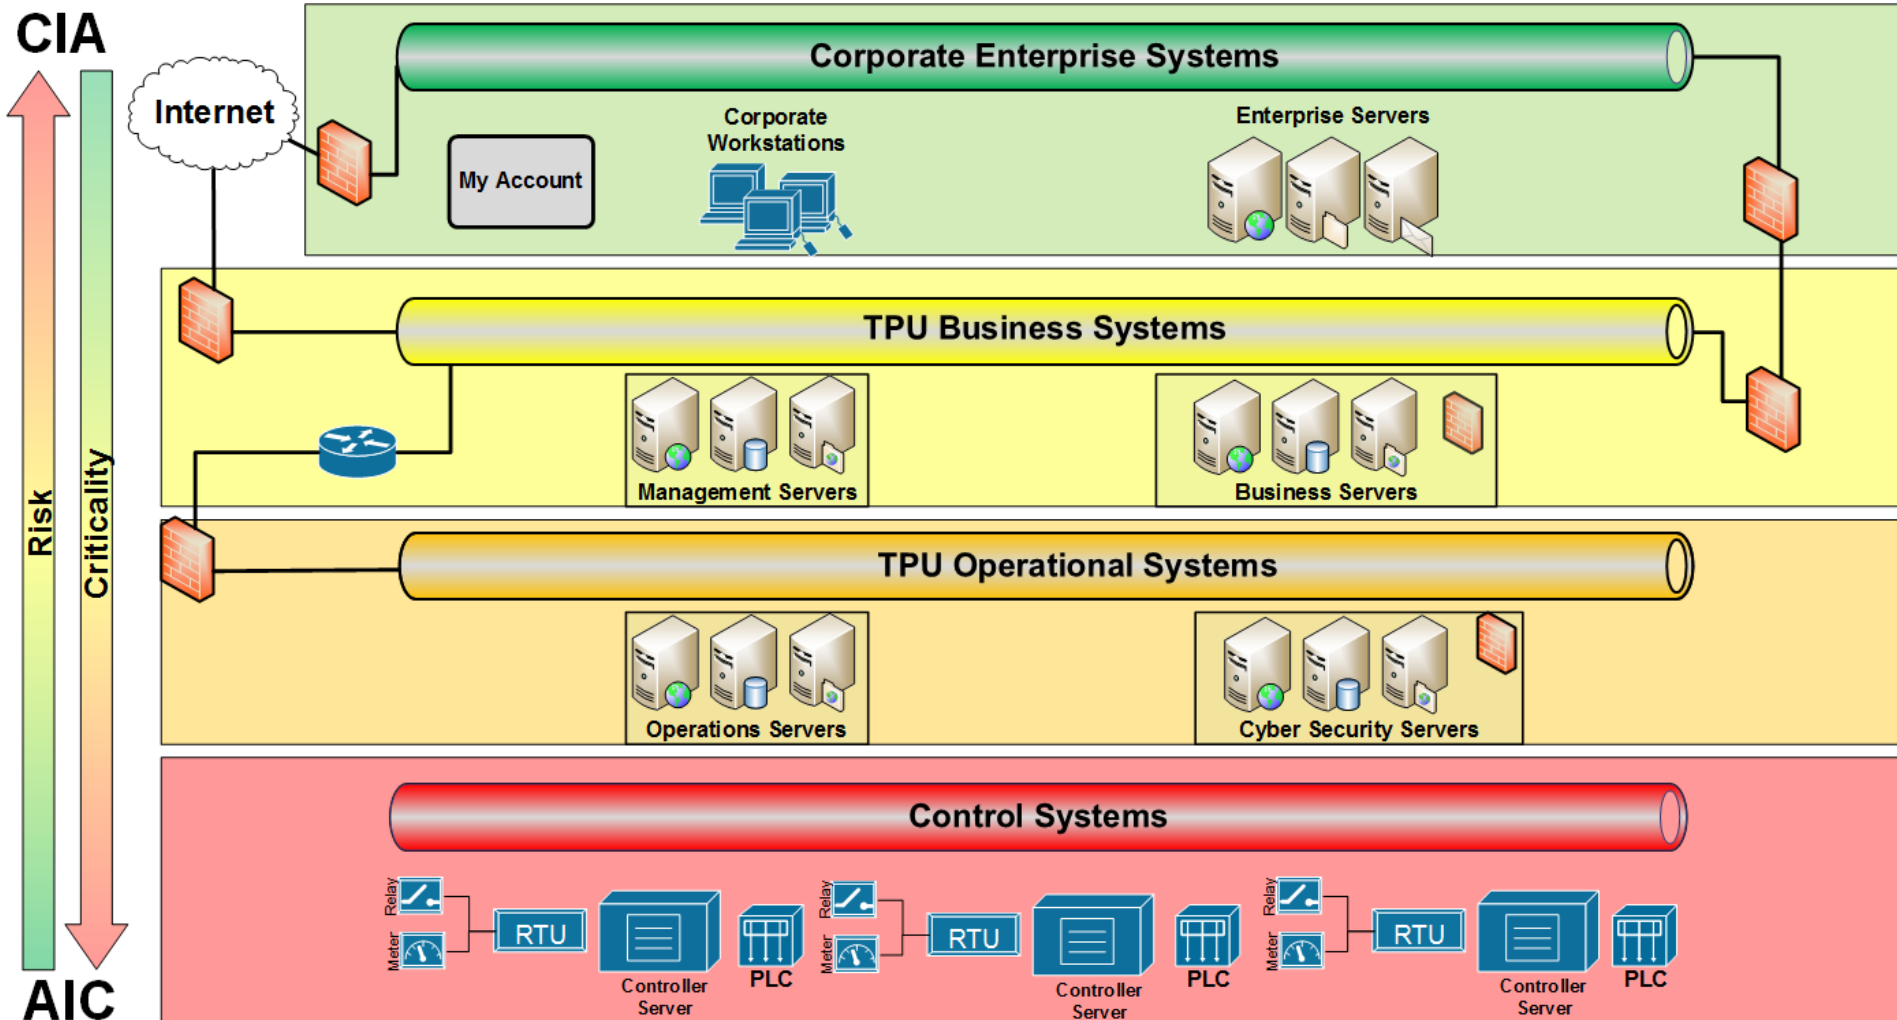 CIA
Internet
Corporate Enterprise Systems
My Account
Corporate
Workstations
Enterprise Servers
TPU Business Systems
Management Servers
Business Servers
Risk
Criticality
TPU Operational Systems
Operations Servers
Cyber Security Servers
Control Systems
Relay
Meter
RTU
Controller
Server
PLC
Relay
Meter
RTU
Controller
Server
PLC
Relay
Meter
RTU
Controller
Server
PLC
AIC